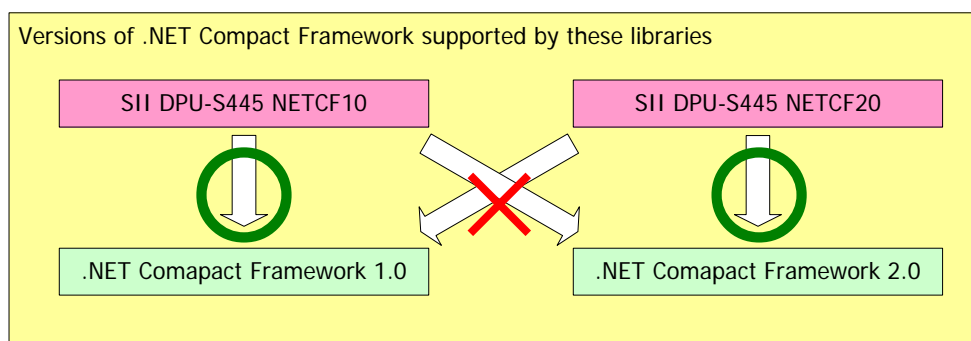 Versions of .NET Compact Framework supported by these libraries
SII DPU-S445 NETCF10
SII DPU-S445 NETCF20
.NET Comapact Framework 1.0
.NET Comapact Framework 2.0